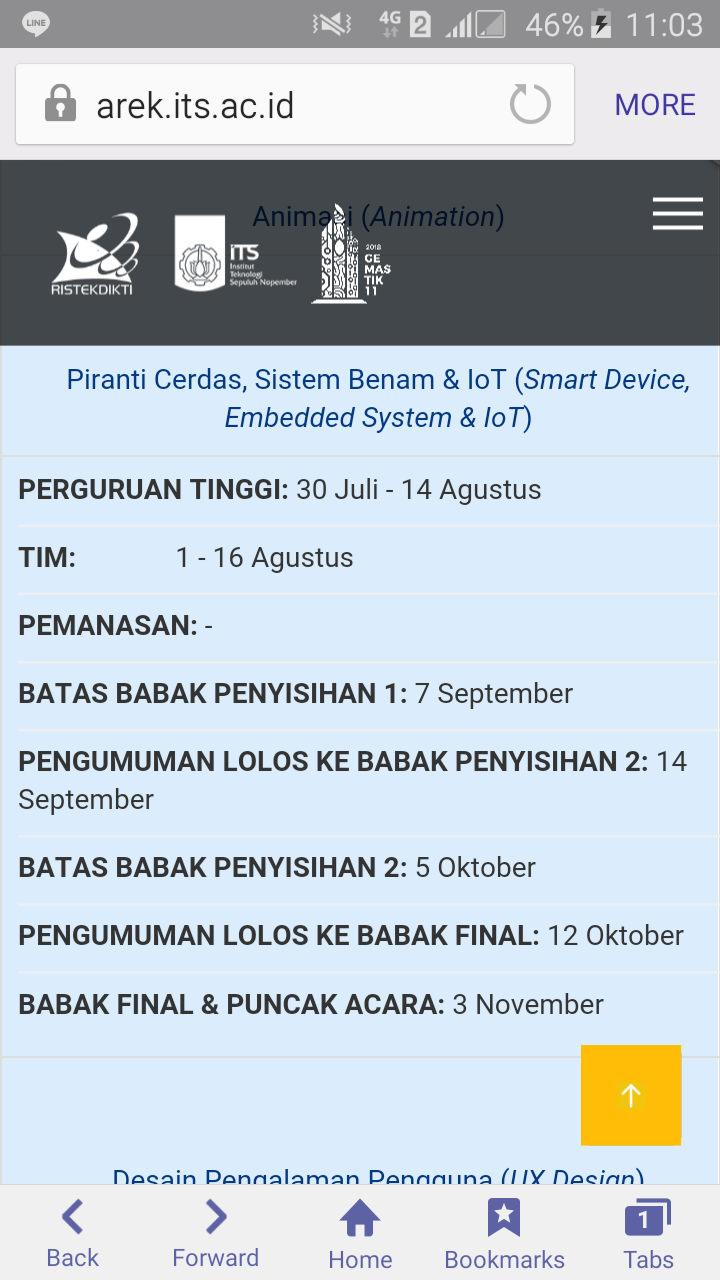 LINE
4G 2 46% 11:03
arek.its.ac.id
MORE
Animasi (Animation)
RISTEKDIKTI
iTS
Institut
Teknologi
Sepuluh Nopember
2018
GE
MAS
TIK
11
Piranti Cerdas, Sistem Benam & IoT (Smart Device,
Embedded System & IoT)
PERGURUAN TINGGI: 30 Juli - 14 Agustus
TIM: 1 - 16 Agustus
PEMANASAN: -
BATAS BABAK PENYISIHAN 1: 7 September
PENGUMUMAN LOLOS KE BABAK PENYISIHAN 2: 14
September
BATAS BABAK PENYISIHAN 2: 5 Oktober
PENGUMUMAN LOLOS KE BABAK FINAL: 12 Oktober
BABAK FINAL & PUNCAK ACARA: 3 November
Desain Pengalaman Pengguna (UX Design)
Back Forward Home Bookmarks 1 Tabs